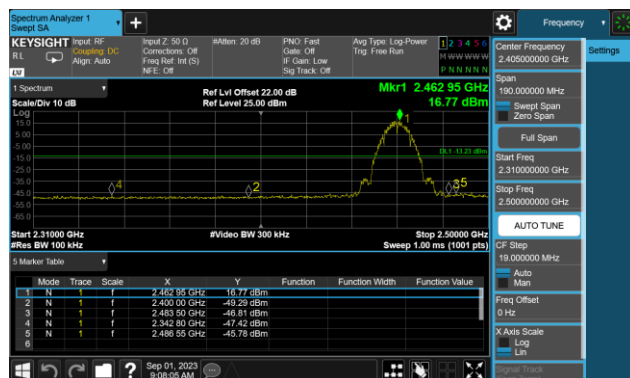 Spectrum Analyzer 1
Swept SA
Frequency
KEYSIGHT
R L
LXI
Input: RF
Coupling: DC
Align: Auto
Input Z: 50 Ω
Corrections: Off
Freq Ref: Int (S)
NFE: Off
#Atten: 20 dB
PNO: Fast
Gate: Off
IF Gain: Low
Sig Track: Off
Avg Type: Log-Power
Trig: Free Run
1 2 3 4 5 6
M W W W W W
P N N N N N
1 Spectrum
Scale/Div 10 dB
Log
Ref Lvl Offset 22.00 dB
Ref Level 25.00 dBm
Mkr1 2.462 95 GHz
16.77 dBm
15.0
5.00
-5.00
-15.0
-25.0
-35.0
-45.0
-55.0
-65.0
DL1 -13.23 dBm
1
4
2
3
5
Start 2.31000 GHz
#Res BW 100 kHz
#Video BW 300 kHz
Stop 2.50000 GHz
Sweep 1.00 ms (1001 pts)
5 Marker Table
Mode Trace Scale X Y Function Function Width Function Value
1 N 1 f 2.462 95 GHz 16.77 dBm
2 N 1 f 2.400 00 GHz -49.29 dBm
3 N 1 f 2.483 50 GHz -46.81 dBm
4 N 1 f 2.342 80 GHz -47.42 dBm
5 N 1 f 2.486 55 GHz -45.78 dBm
6
Sep 01, 2023
9:08:05 AM
?
Center Frequency
2.405000000 GHz
Settings
Span
190.000000 MHz
Swept Span
Zero Span
Full Span
Start Freq
2.310000000 GHz
Stop Freq
2.500000000 GHz
AUTO TUNE
CF Step
19.000000 MHz
Auto
Man
Freq Offset
0 Hz
X Axis Scale
Log
Lin
Signal Track